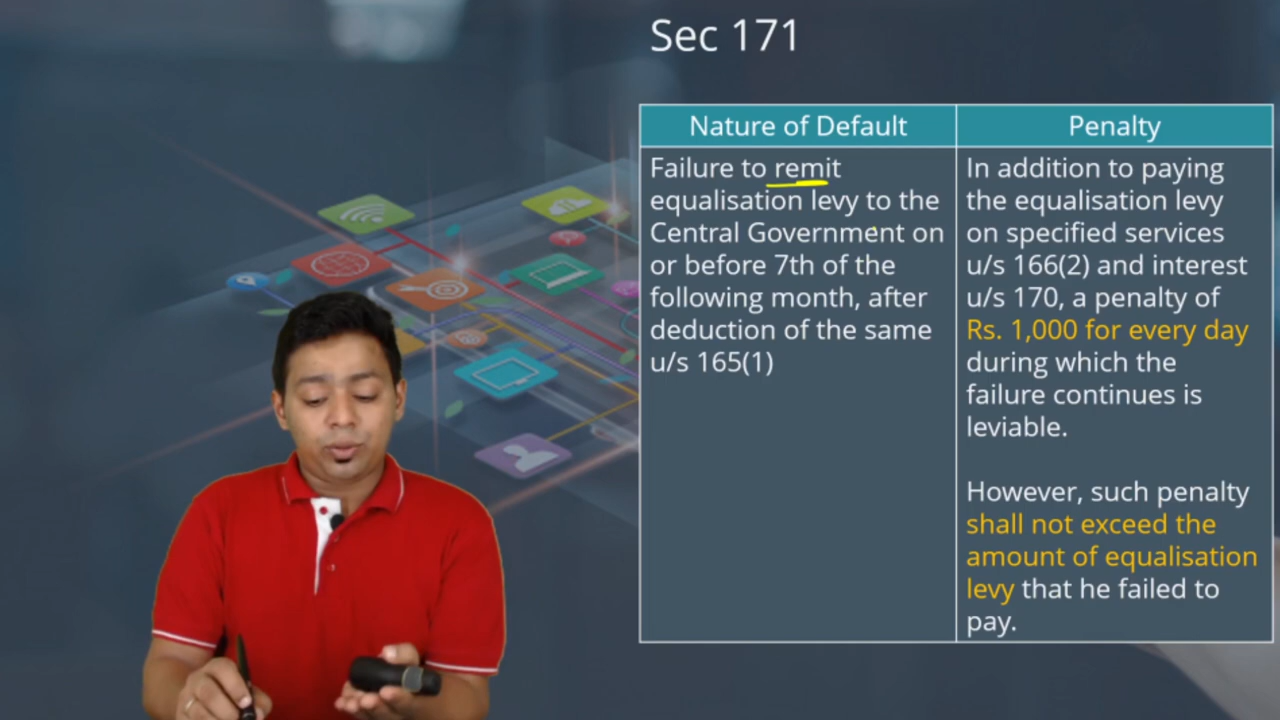 Sec 171
Nature of Default
Penalty
Failure to remit
equalisation levy to the
Central Government on
or before 7th of the
following month, after
deduction of the same
u/s 165(1)
In addition to paying
the equalisation levy
on specified services
u/s 166(2) and interest
u/s 170, a penalty of
Rs. 1,000 for every day
during which the
failure continues is
leviable.
However, such penalty
shall not exceed the
amount of equalisation
levy that he failed to
pay.